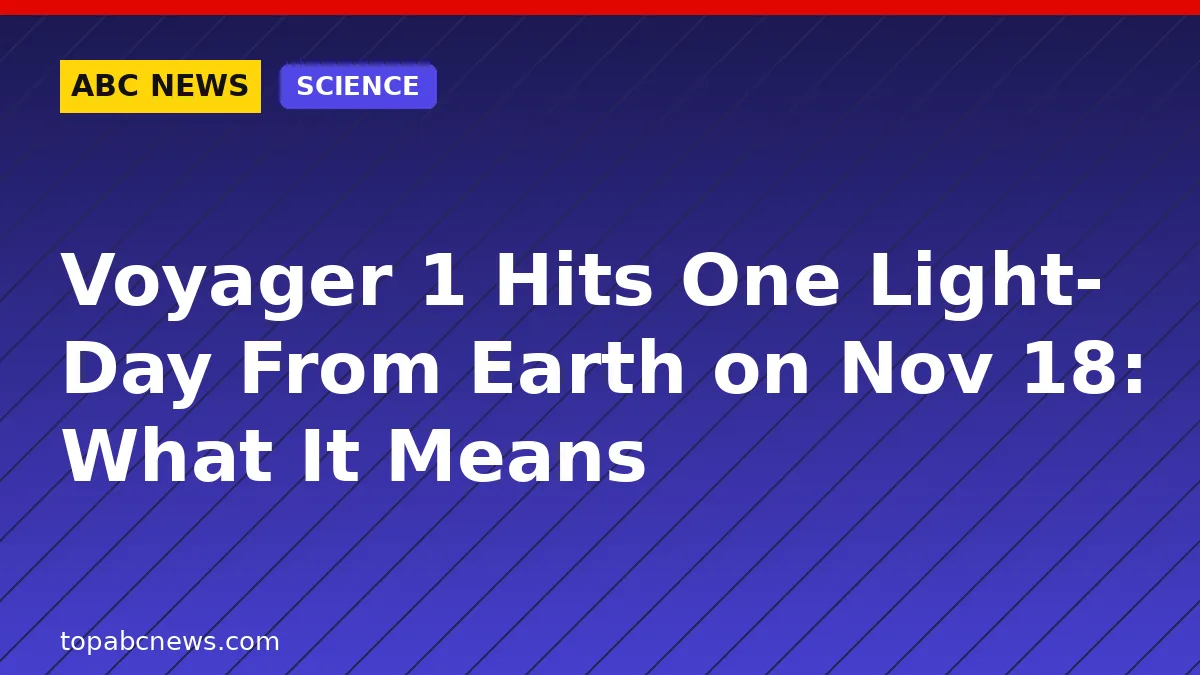 ABC NEWS
SCIENCE
Voyager 1 Hits One Light-
Day From Earth on Nov 18:
What It Means
topabcnews.com